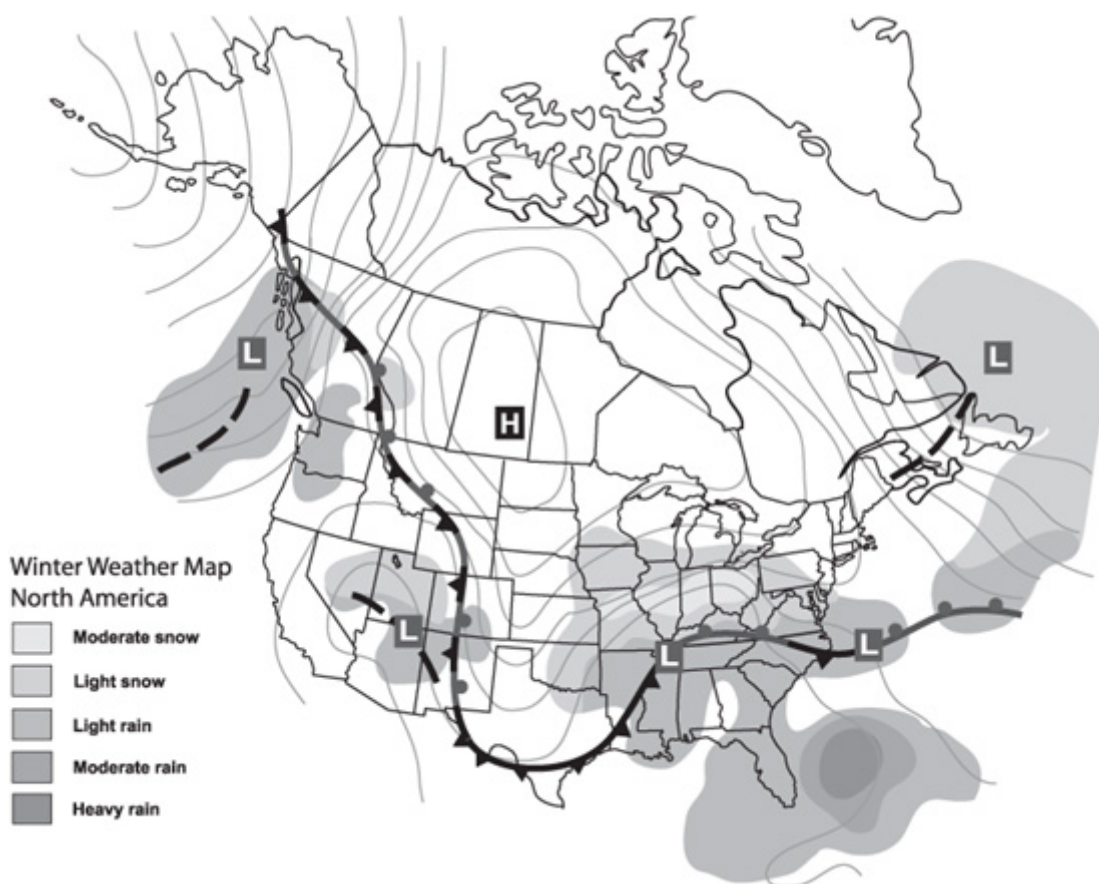 L
L
H
Winter Weather Map
North America
Moderate snow
Light snow
Light rain
Moderate rain
Heavy rain
L
L
L